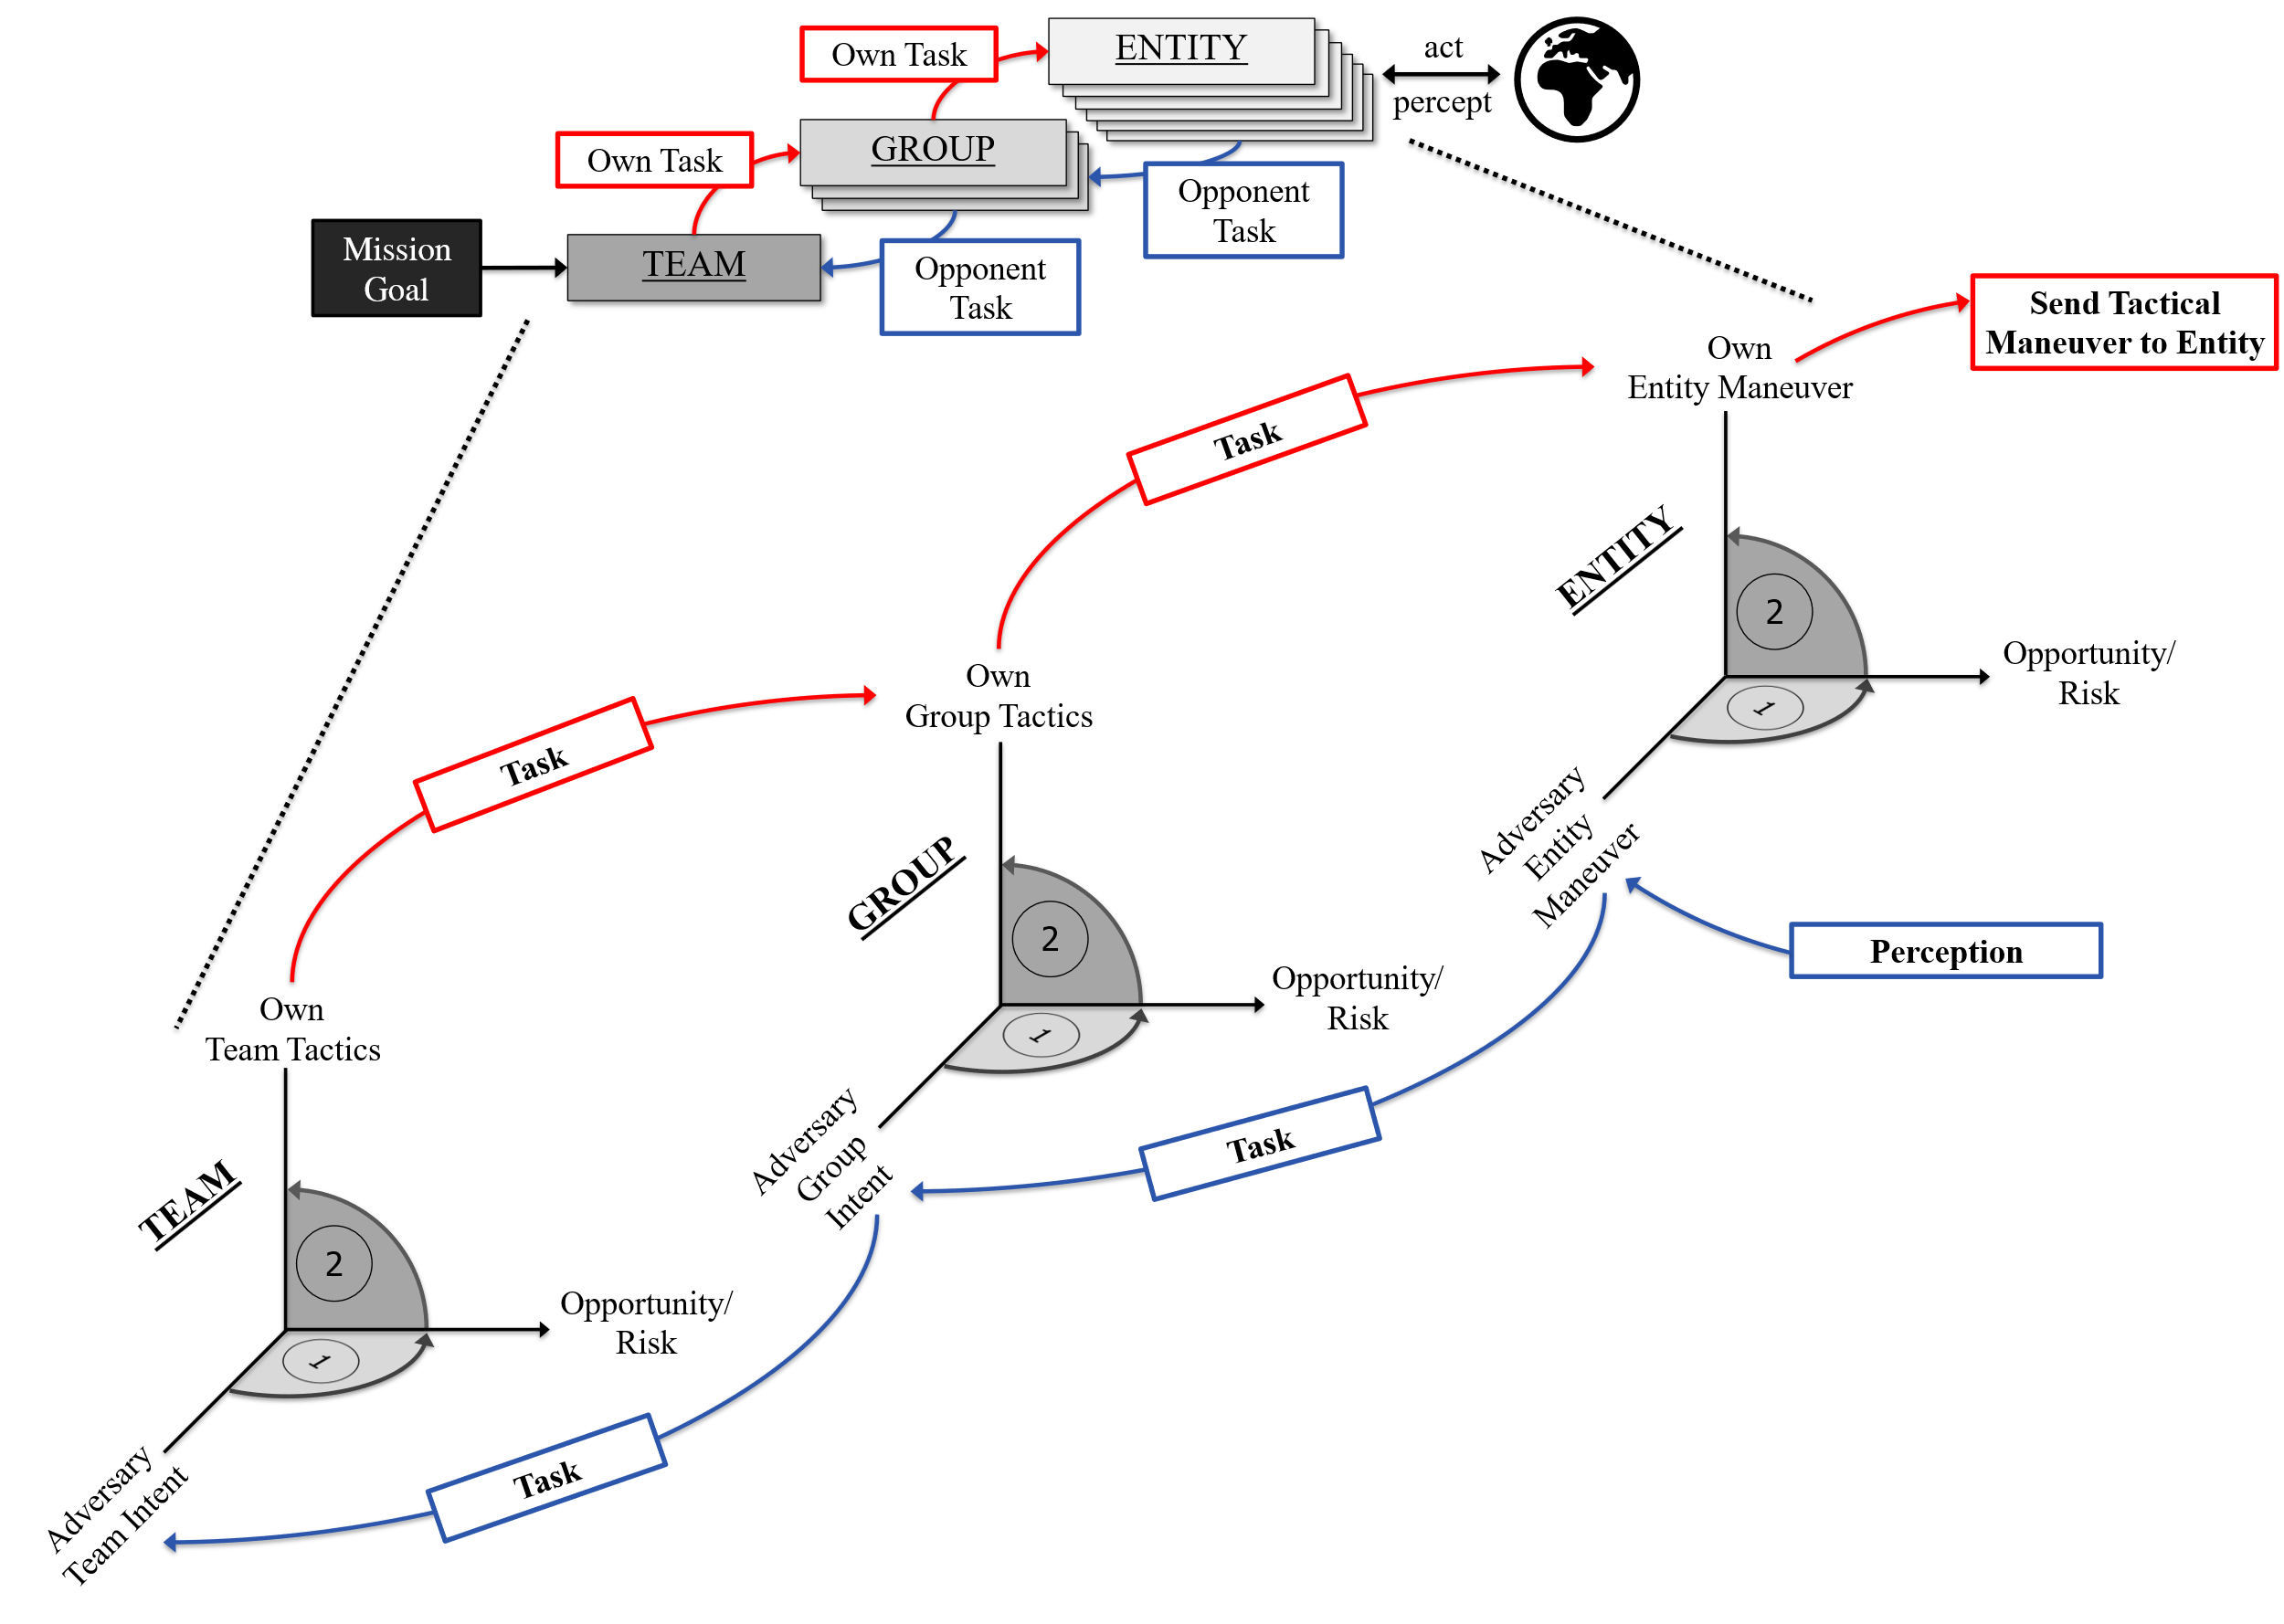 Own Task
ENTITY
act
percept
Own Task
GROUP
Opponent
Task
Mission
Goal
TEAM
Opponent
Task
Send Tactical
Maneuver to Entity
Own
Entity Maneuver
Task
ENTITY
2
1
Opportunity/
Risk
Adversary
Entity
Maneuver
Perception
Own
Group Tactics
Task
GROUP
2
1
Opportunity/
Risk
Adversary
Group
Intent
Task
Own
Team Tactics
TEAM
2
1
Opportunity/
Risk
Adversary
Team Intent
Task